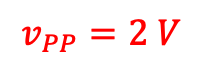 v_PP = 2 V